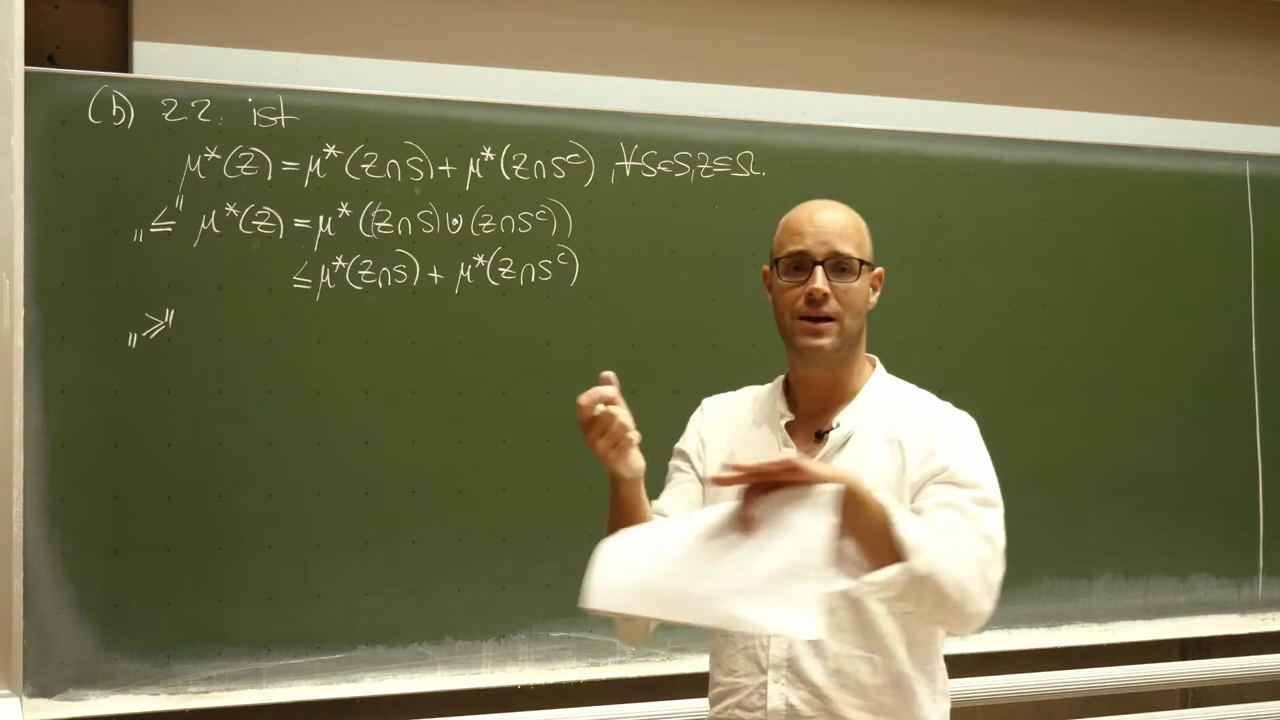 (b) z.z. ist
μ*(Z) = μ*(Z∩S) + μ*(Z∩S^c) , ∀S∈S, Z⊆Ω.
„≤" μ*(Z) = μ*((Z∩S) ⊍ (Z∩S^c))
≤ μ*(Z∩S) + μ*(Z∩S^c)
„≥"